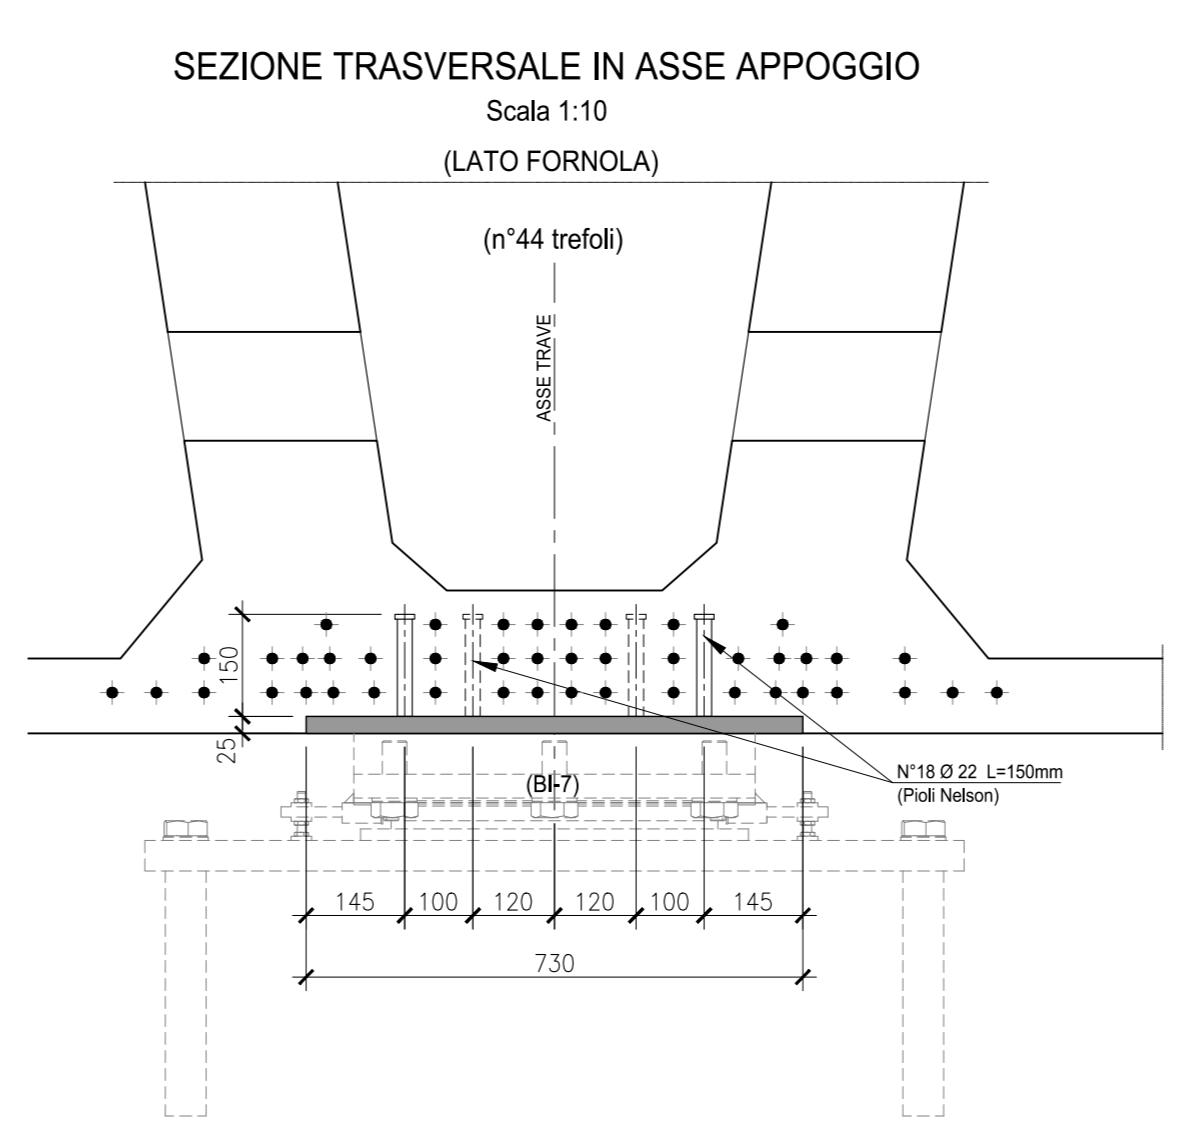 SEZIONE TRASVERSALE IN ASSE APPOGGIO
Scala 1:10
(LATO FORNOLA)
(n°44 trefoli)
ASSE TRAVE
150
25
(BI-7)
N°18 Ø 22 L=150mm
(Pioli Nelson)
145 100 120 120 100 145
730